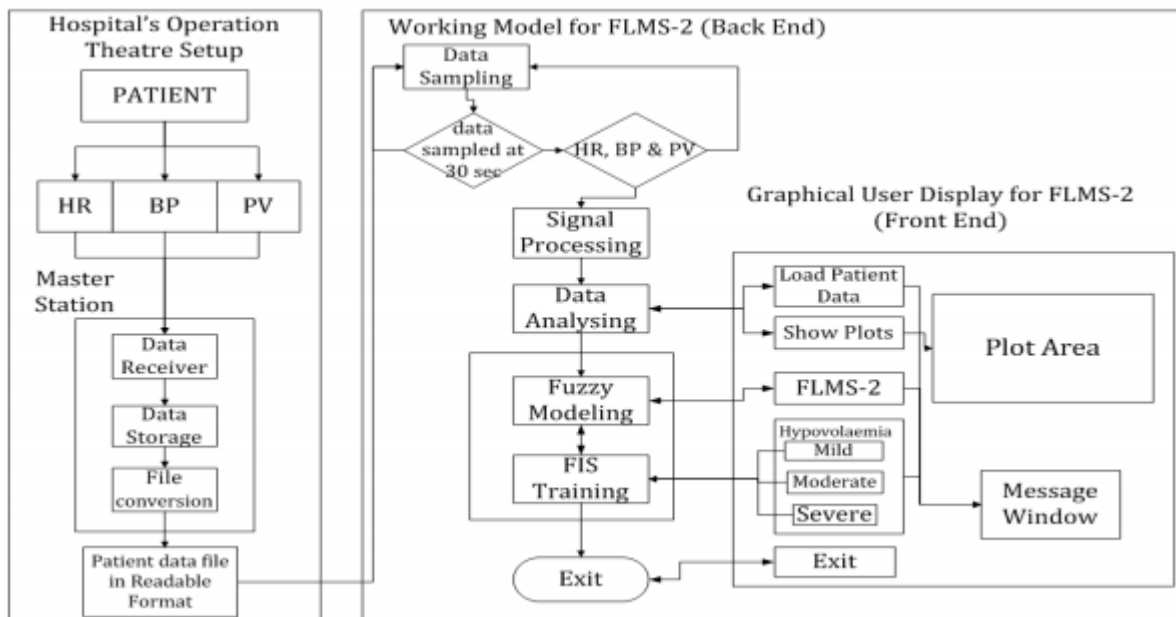 Hospital's Operation
Theatre Setup
PATIENT
HR
BP
PV
Master
Station
Data
Receiver
Data
Storage
File
conversion
Patient data file
in Readable
Format
Working Model for FLMS-2 (Back End)
Data
Sampling
data
sampled at
30 sec
HR, BP & PV
Signal
Processing
Data
Analysing
Fuzzy
Modeling
FIS
Training
Exit
Graphical User Display for FLMS-2
(Front End)
Load Patient
Data
Show Plots
Plot Area
FLMS-2
Hypovolaemia
Mild
Moderate
Severe
Message
Window
Exit